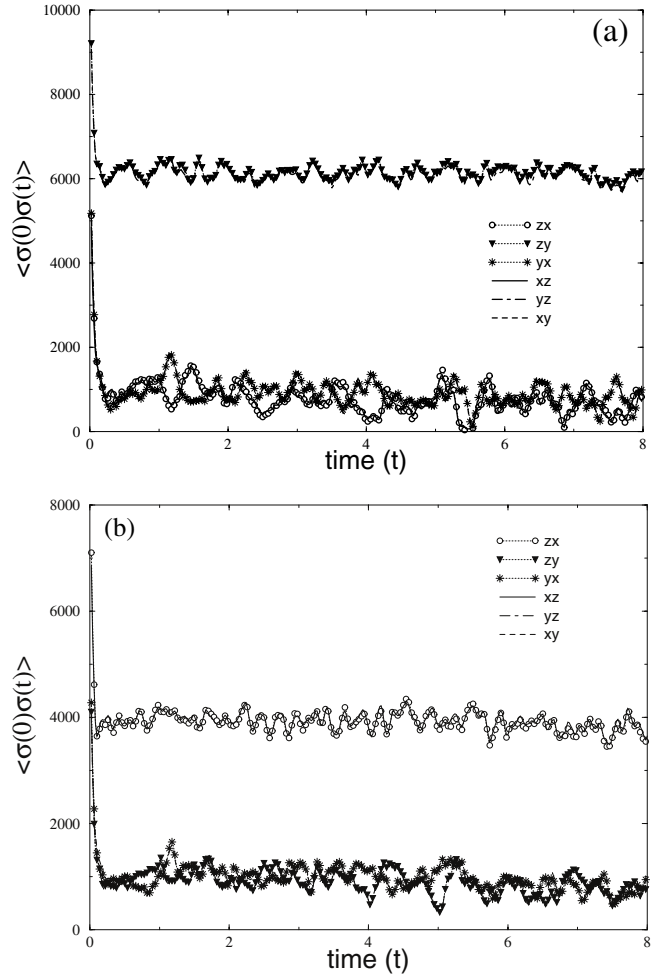 (a)
10000
8000
6000
4000
2000
0
<σ(0)σ(t)>
zx
zy
yx
xz
yz
xy
0 2 4 6 8
time (t)
(b)
8000
6000
4000
2000
0
<σ(0)σ(t)>
zx
zy
yx
xz
yz
xy
0 2 4 6 8
time (t)